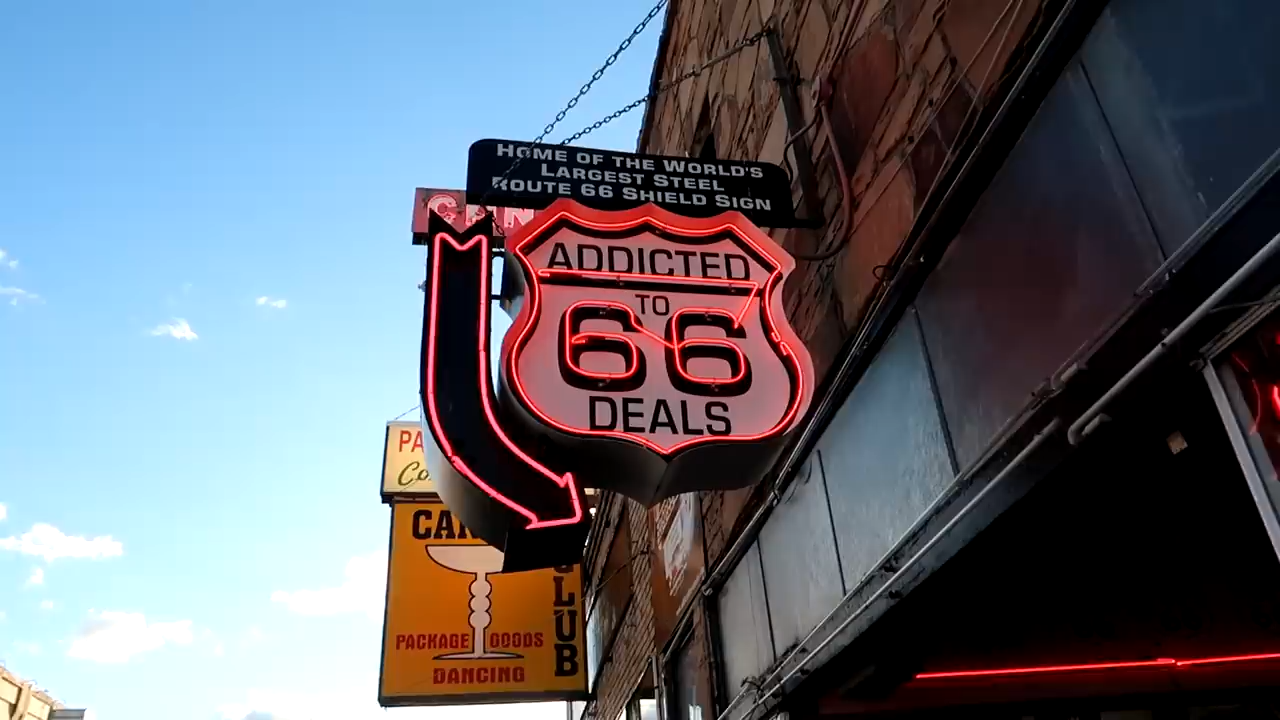 HOME OF THE WORLD'S
LARGEST STEEL
ROUTE 66 SHIELD SIGN
ADDICTED
TO
66
DEALS
CLUB
PACKAGE GOODS
DANCING